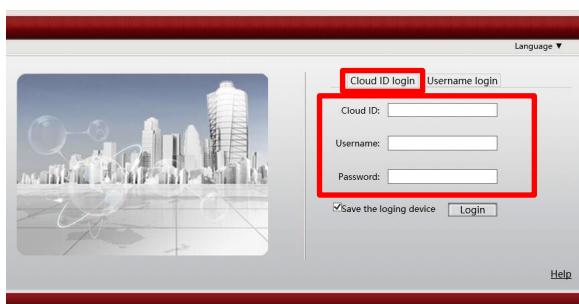 Language ▼
Cloud ID login Username login
Cloud ID:
Username:
Password:
Save the loging device Login
Help